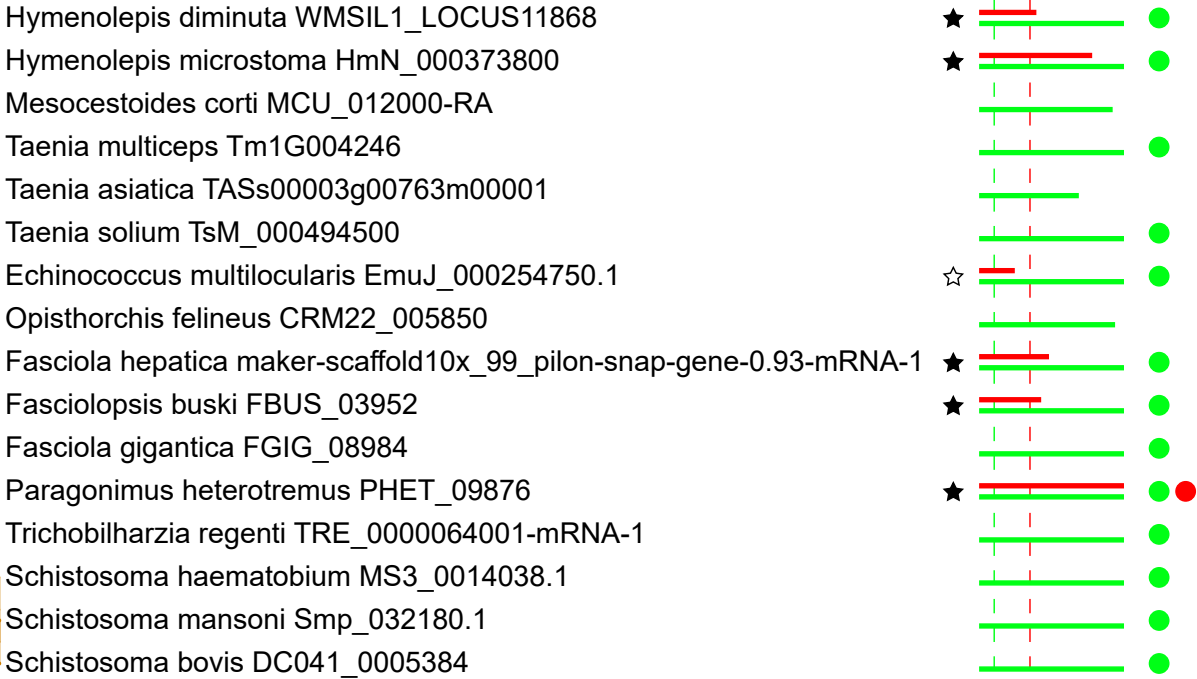 Hymenolepis diminuta WMSIL1_LOCUS11868
Hymenolepis microstoma HmN_000373800
Mesocestoides corti MCU_012000-RA
Taenia multiceps Tm1G004246
Taenia asiatica TASs00003g00763m00001
Taenia solium TsM_000494500
Echinococcus multilocularis EmuJ_000254750.1
Opisthorchis felineus CRM22_005850
Fasciola hepatica maker-scaffold10x_99_pilon-snap-gene-0.93-mRNA-1
Fasciolopsis buski FBUS_03952
Fasciola gigantica FGIG_08984
Paragonimus heterotremus PHET_09876
Trichobilharzia regenti TRE_0000064001-mRNA-1
Schistosoma haematobium MS3_0014038.1
Schistosoma mansoni Smp_032180.1
Schistosoma bovis DC041_0005384